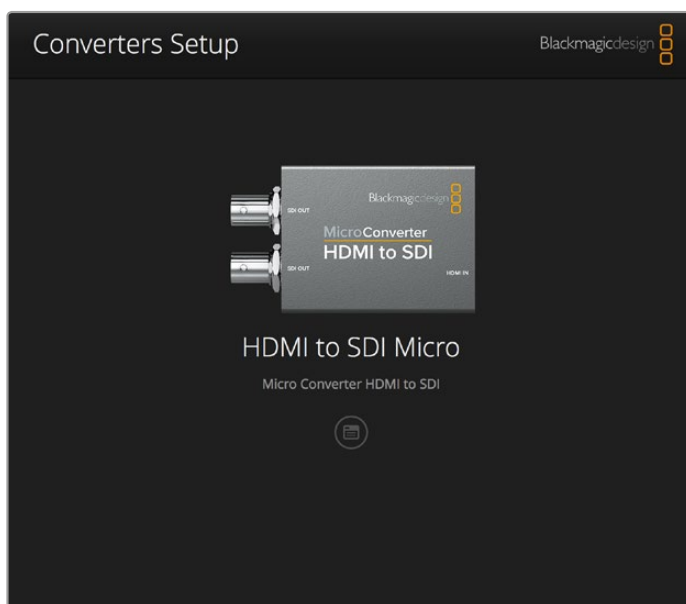 Converters Setup
Blackmagicdesign
Blackmagicdesign
SDI OUT
MicroConverter
HDMI to SDI
SDI OUT
HDMI IN
HDMI to SDI Micro
Micro Converter HDMI to SDI